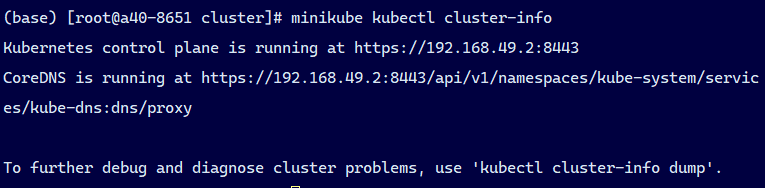 (base) [root@a40-8651 cluster]# minikube kubectl cluster-info
Kubernetes control plane is running at https://192.168.49.2:8443
CoreDNS is running at https://192.168.49.2:8443/api/v1/namespaces/kube-system/servic
es/kube-dns:dns/proxy
To further debug and diagnose cluster problems, use 'kubectl cluster-info dump'.